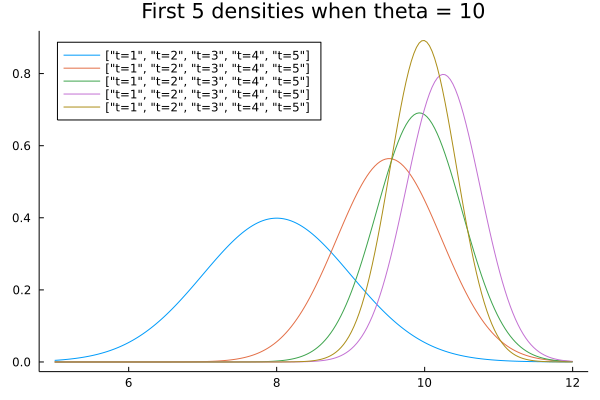 First 5 densities when theta = 10
["t=1", "t=2", "t=3", "t=4", "t=5"]
["t=1", "t=2", "t=3", "t=4", "t=5"]
["t=1", "t=2", "t=3", "t=4", "t=5"]
["t=1", "t=2", "t=3", "t=4", "t=5"]
["t=1", "t=2", "t=3", "t=4", "t=5"]
0.8
0.6
0.4
0.2
0.0
6 8 10 12